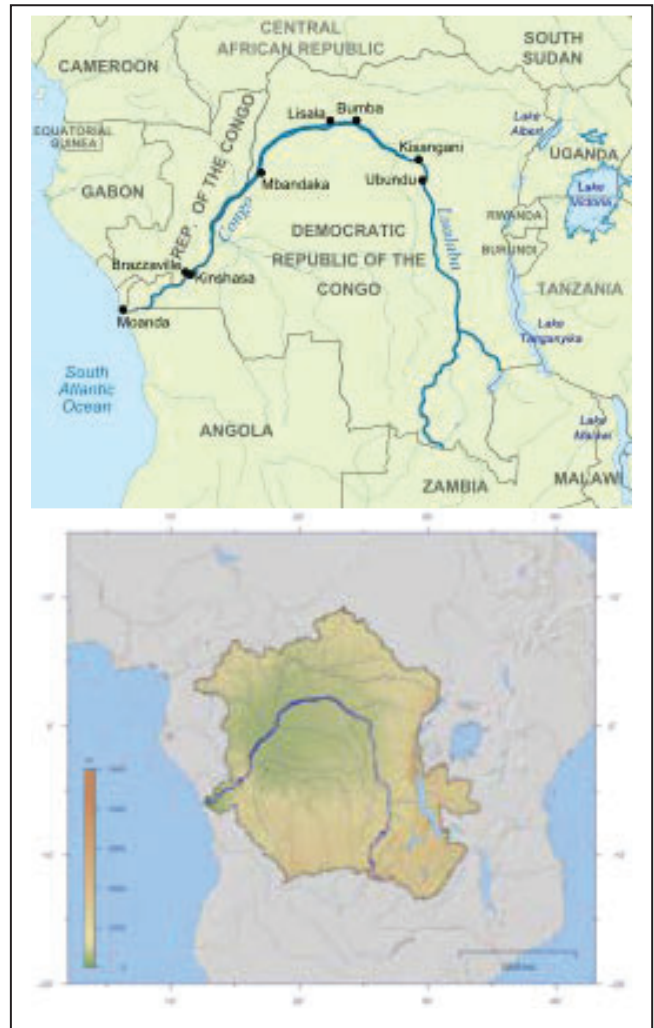 CENTRAL
AFRICAN REPUBLIC
SOUTH
SUDAN
CAMEROON
Lisala
Bumba
Lake
Albert
EQUATORIAL
GUINEA
REP. OF THE CONGO
Kisangani
UGANDA
GABON
Mbandaka
Ubundu
Lake
Victoria
Congo
Lualaba
RWANDA
DEMOCRATIC
REPUBLIC OF THE
CONGO
BURUNDI
Brazzaville
Kinshasa
TANZANIA
Moanda
Lake
Tanganyika
South
Atlantic
Ocean
ANGOLA
Lake
Malawi
ZAMBIA
MALAWI